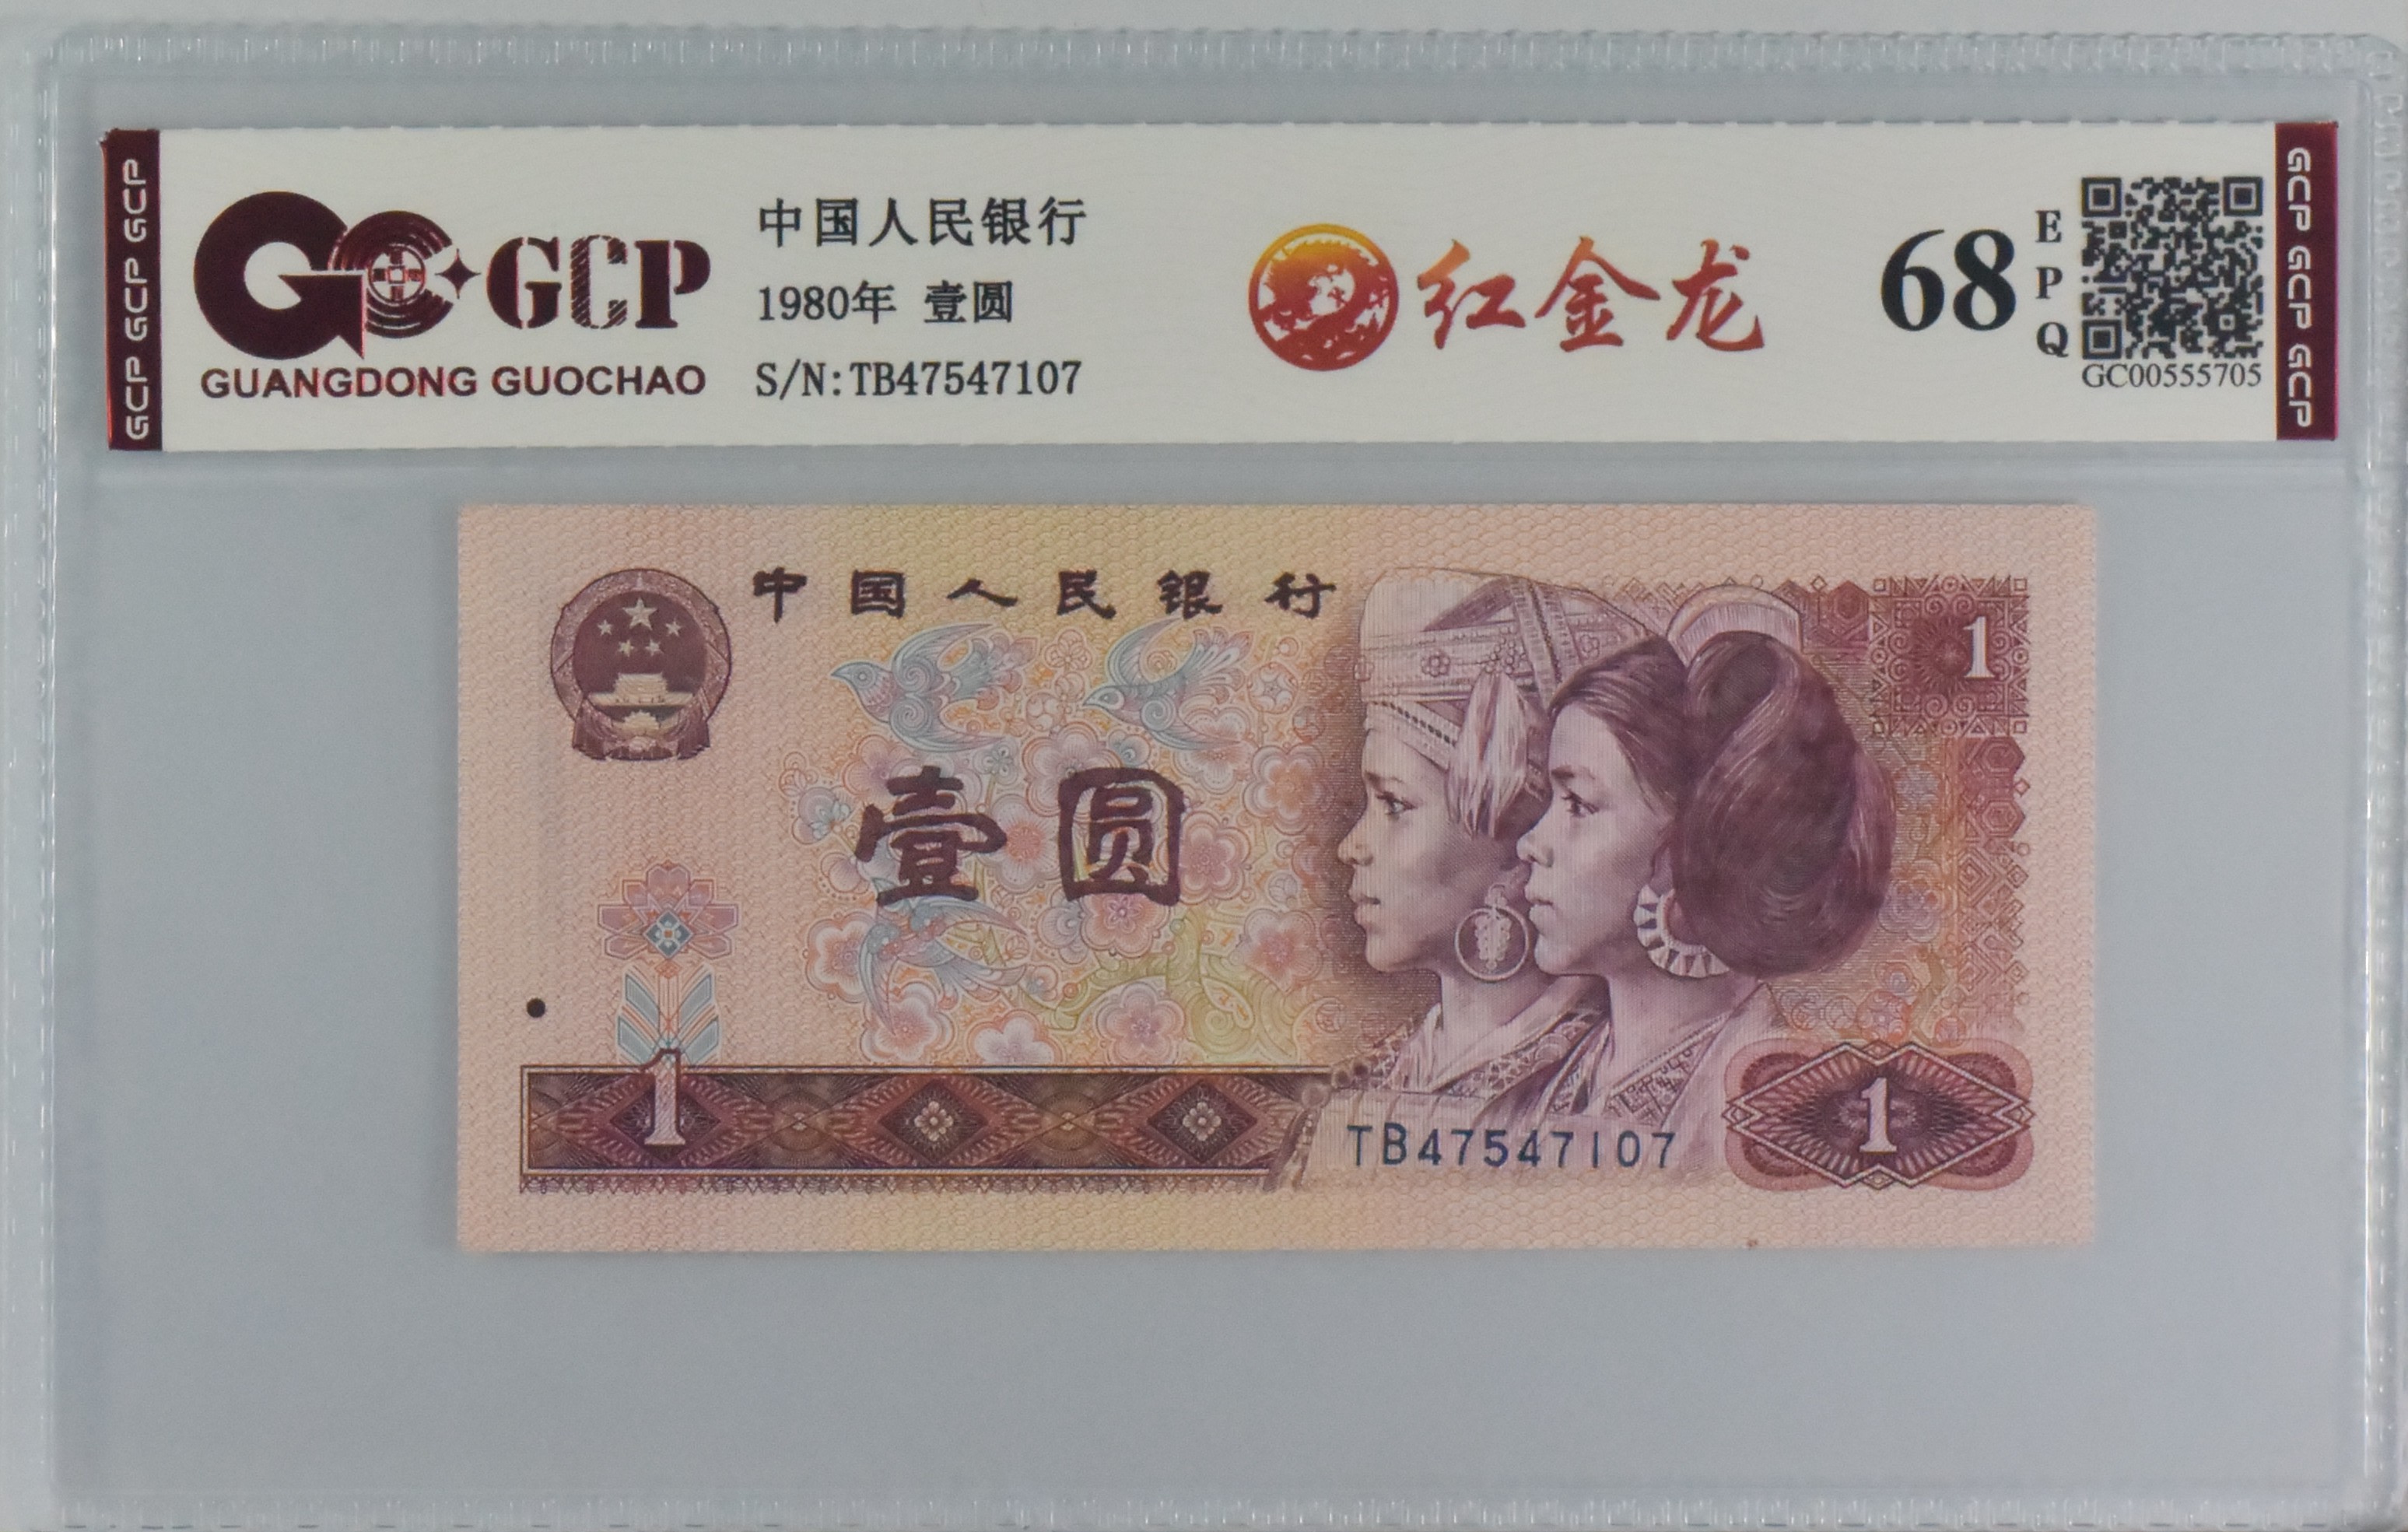 GCP GCP GCP
GCP
GUANGDONG GUOCHAO
中国人民银行
1980年 壹圆
S/N:TB47547107
红金龙
68
E
P
Q
GC00555705
GCP GCP GCP
中国人民银行
1
壹圆
1
1
TB47547107